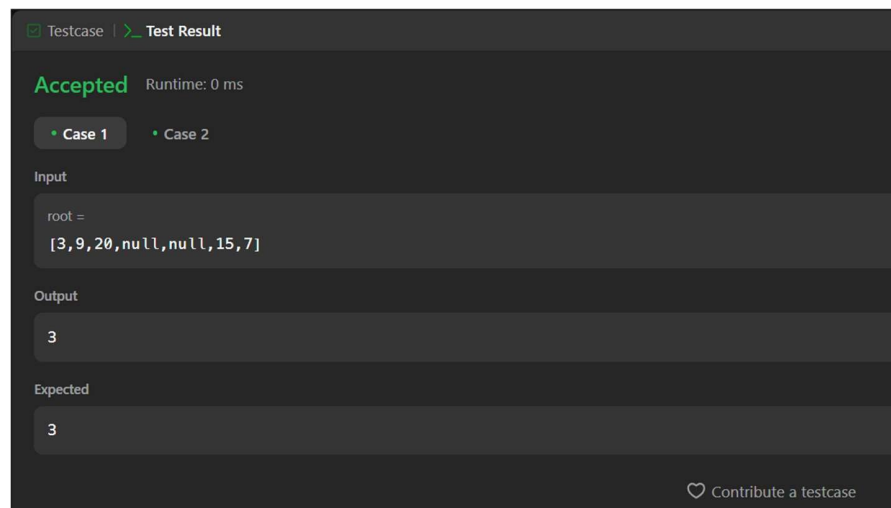 Testcase | >_ Test Result
Accepted Runtime: 0 ms
• Case 1 • Case 2
Input
root =
[3,9,20,null,null,15,7]
Output
3
Expected
3
Contribute a testcase